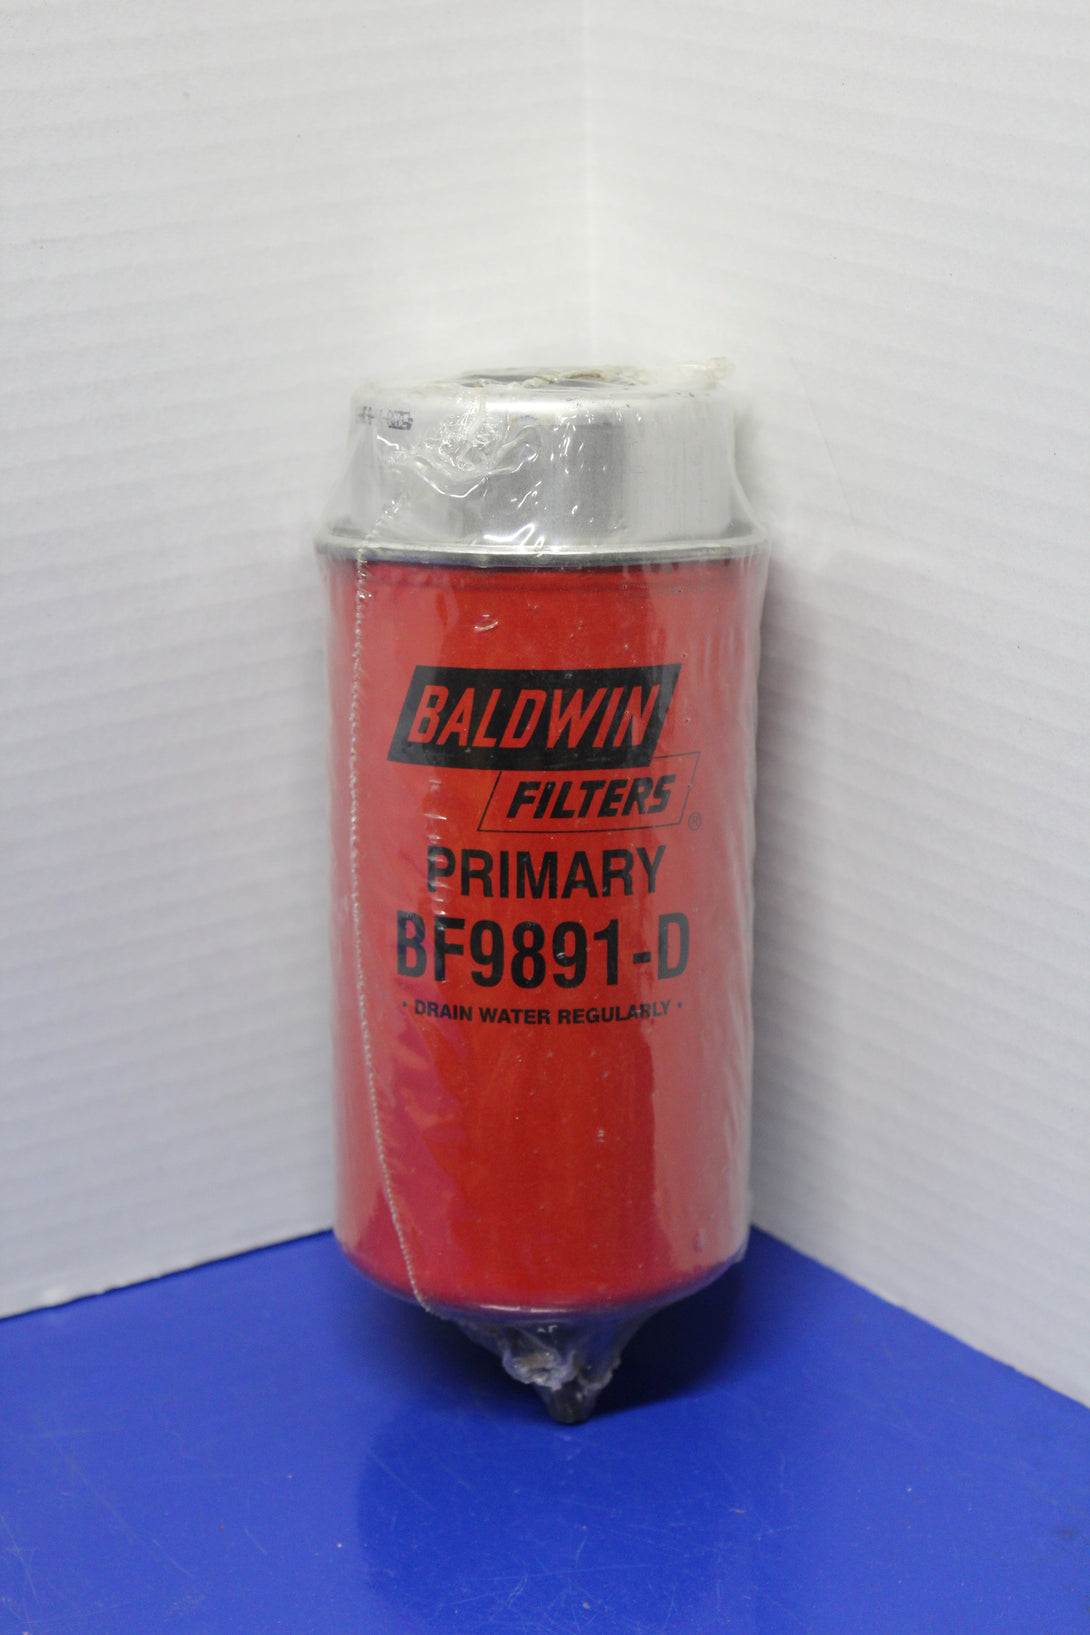 BALDWIN
FILTERS®
PRIMARY
BF9891-D
• DRAIN WATER REGULARLY •